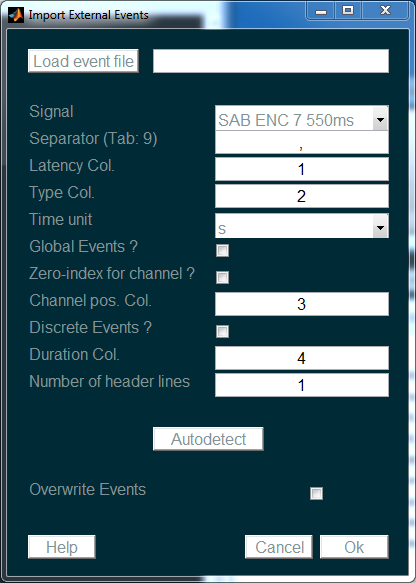 Import External Events
Load event file
Signal SAB ENC 7 550ms
Separator (Tab: 9) ,
Latency Col. 1
Type Col. 2
Time unit s
Global Events ?
Zero-index for channel ?
Channel pos. Col. 3
Discrete Events ?
Duration Col. 4
Number of header lines 1
Autodetect
Overwrite Events
Help Cancel Ok